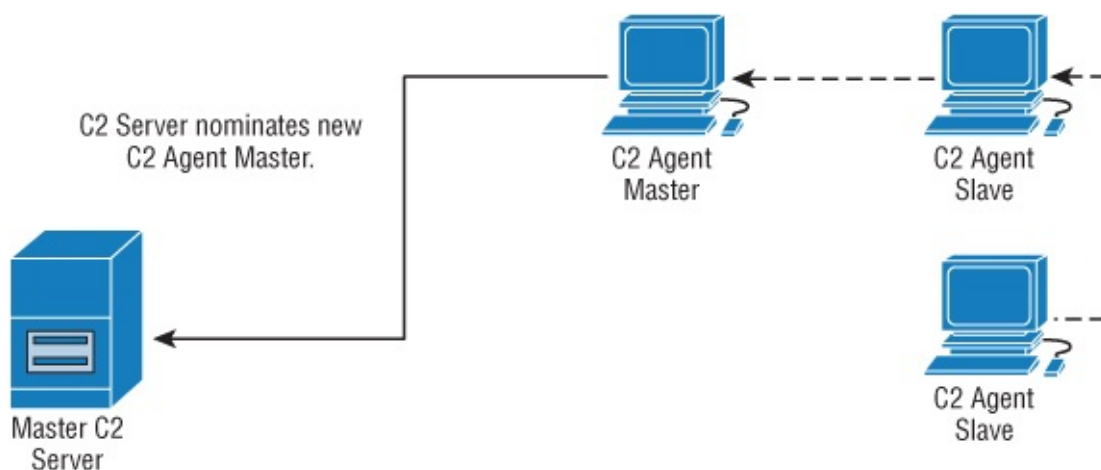 C2 Server nominates new
C2 Agent Master.
C2 Agent
Master
C2 Agent
Slave
C2 Agent
Slave
Master C2
Server